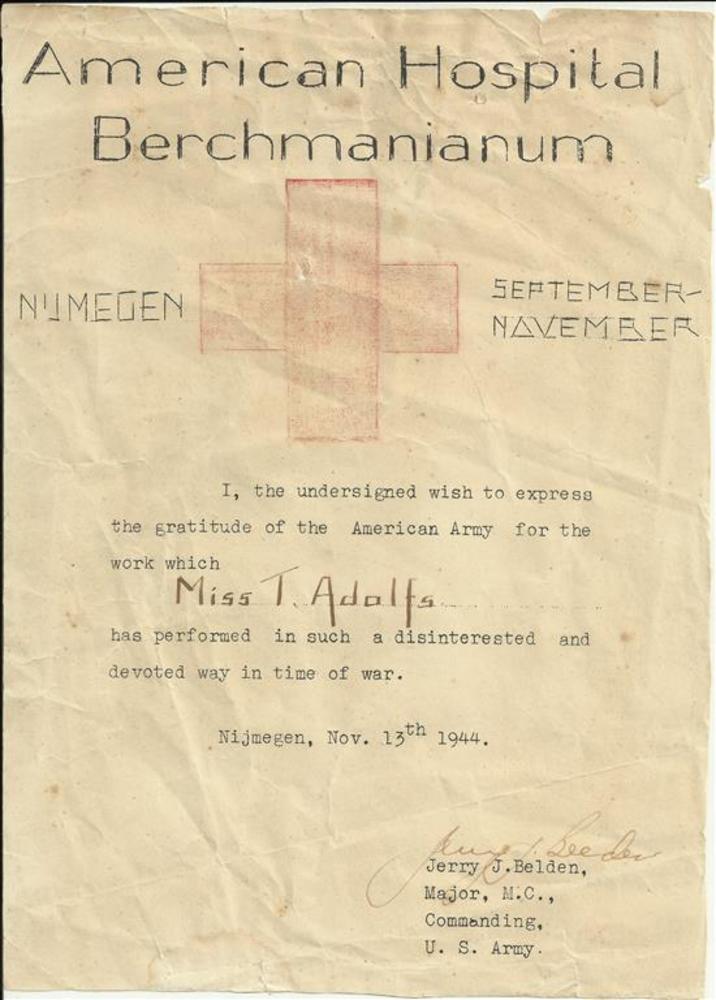 American Hospital
Berchmanianum
NIJMEGEN
SEPTEMBER-
NOVEMBER
I, the undersigned wish to express
the gratitude of the American Army for the
work which
Miss T. Adolfs
has performed in such a disinterested and
devoted way in time of war.
Nijmegen, Nov. 13th 1944.
Jerry J. Belden
Jerry J.Belden,
Major, M.C.,
Commanding,
U. S. Army.